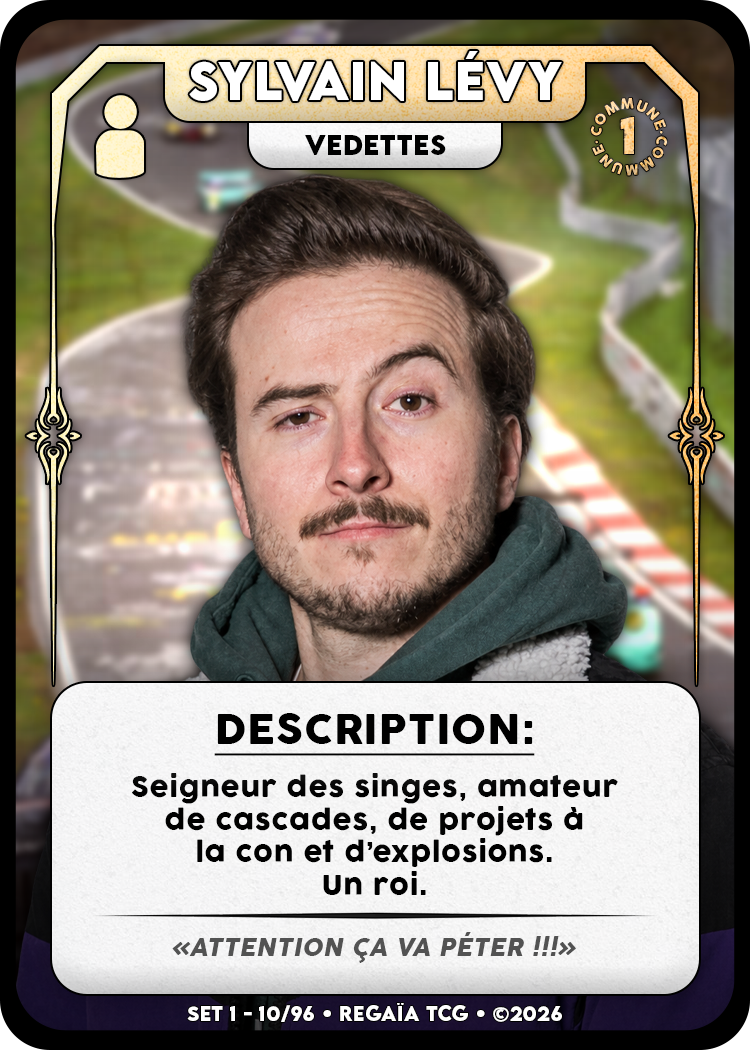 SYLVAIN LÉVY
VEDETTES
COMMUNE • COMMUNE •
1
DESCRIPTION:
Seigneur des singes, amateur
de cascades, de projets à
la con et d’explosions.
Un roi.
«ATTENTION ÇA VA PÉTER !!!»
SET 1 - 10/96 • REGAÏA TCG • ©2026